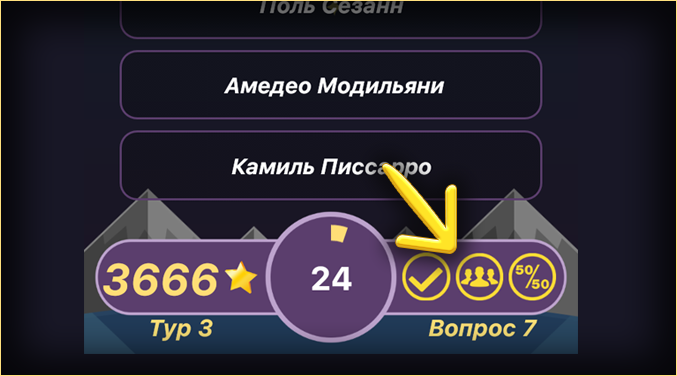 Поль Сезанн
Амедео Модильяни
Камиль Писсарро
3666
24
50/50
Тур 3
Вопрос 7